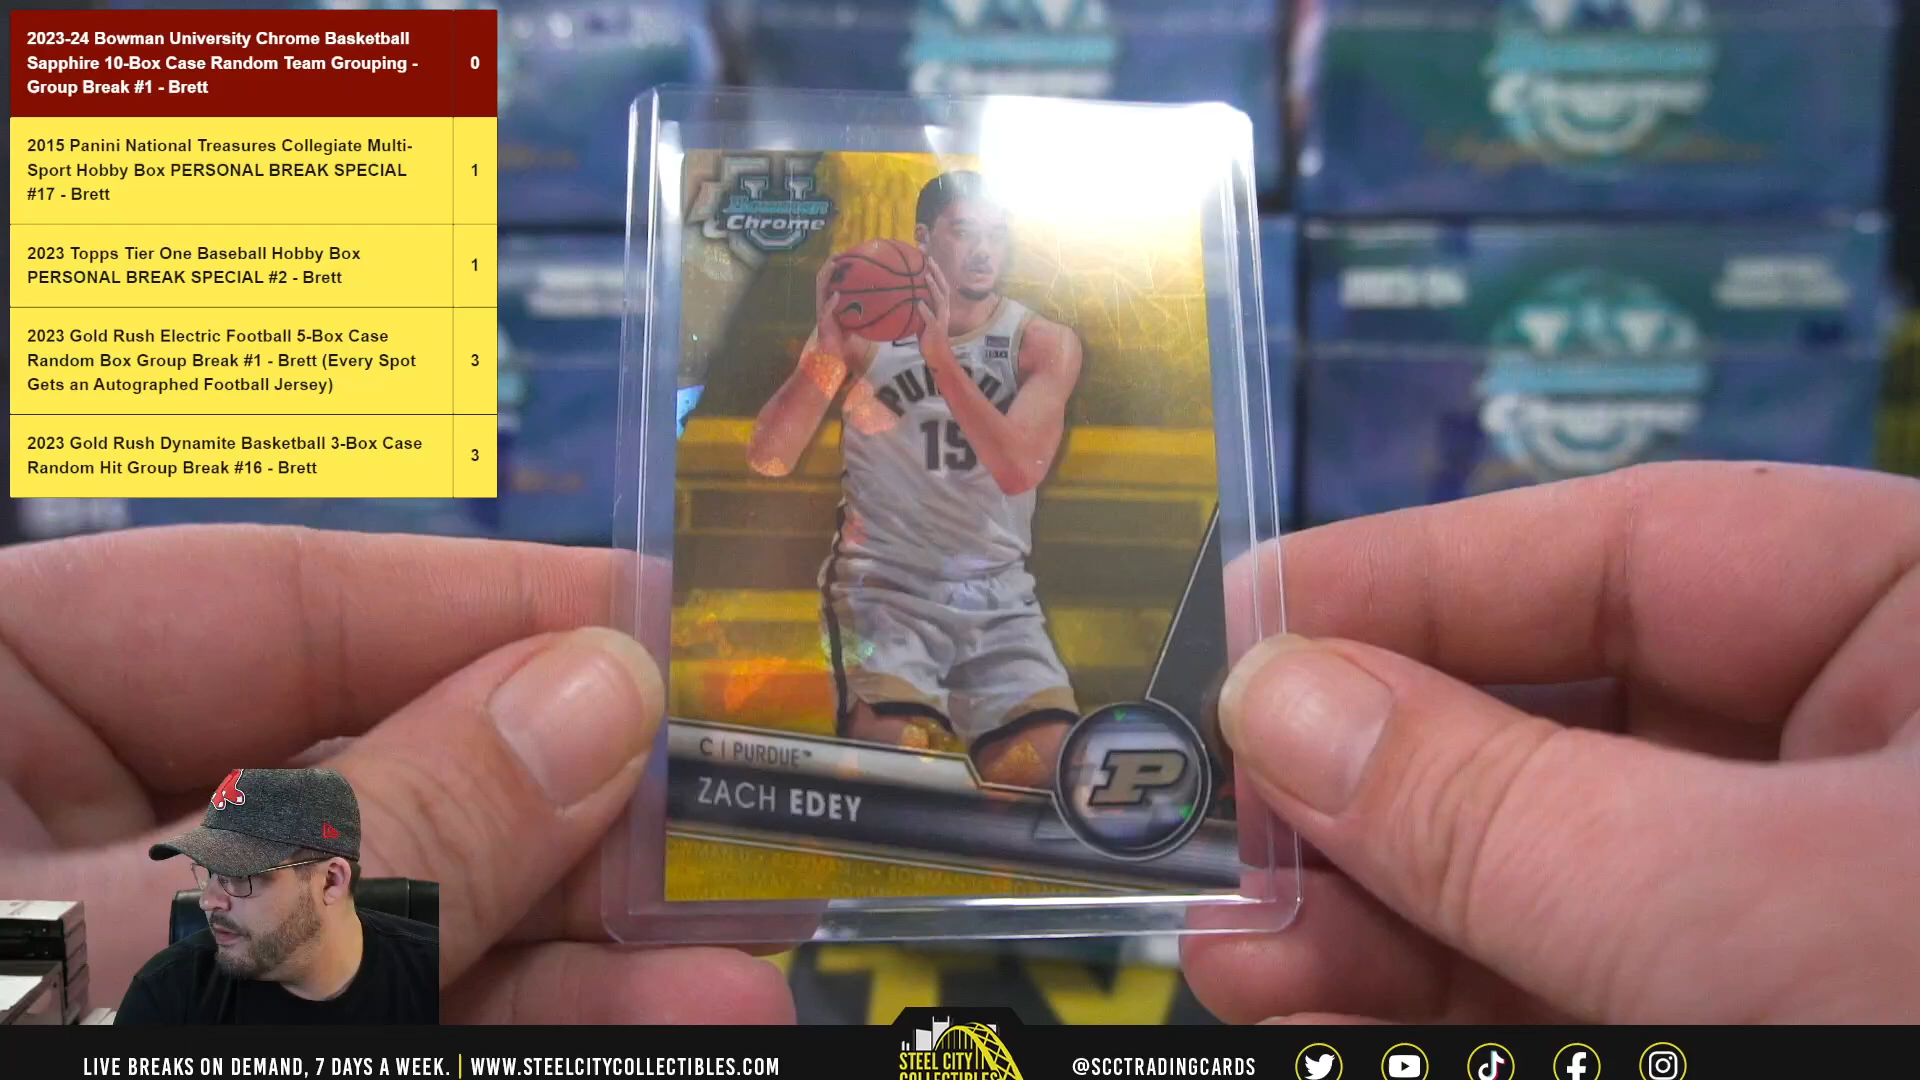 2023-24 Bowman University Chrome Basketball
Sapphire 10-Box Case Random Team Grouping -
Group Break #1 - Brett
0
2015 Panini National Treasures Collegiate Multi-
Sport Hobby Box PERSONAL BREAK SPECIAL
#17 - Brett
1
2023 Topps Tier One Baseball Hobby Box
PERSONAL BREAK SPECIAL #2 - Brett
1
2023 Gold Rush Electric Football 5-Box Case
Random Box Group Break #1 - Brett (Every Spot
Gets an Autographed Football Jersey)
3
2023 Gold Rush Dynamite Basketball 3-Box Case
Random Hit Group Break #16 - Brett
3
Bowman
Chrome
15
C | PURDUE™
ZACH EDEY
P
TV
LIVE BREAKS ON DEMAND, 7 DAYS A WEEK. | WWW.STEELCITYCOLLECTIBLES.COM
STEEL CITY
COLLECTIBLES
@SCCTRADINGCARDS